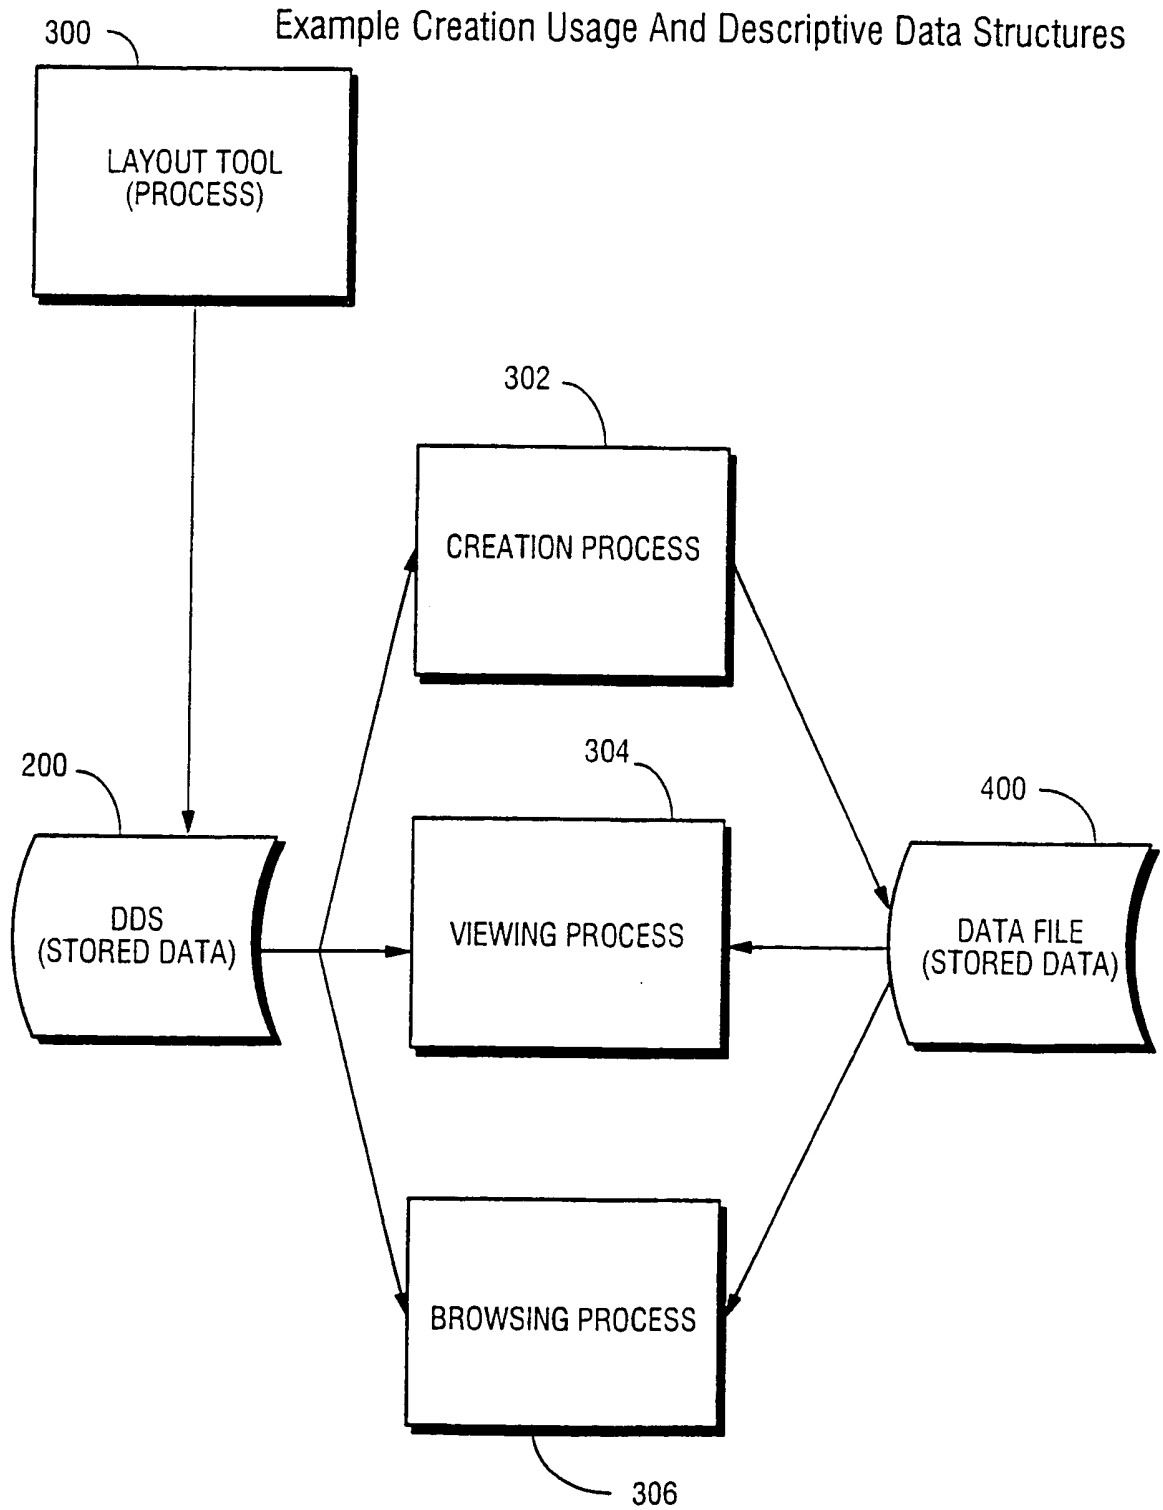 Example Creation Usage And Descriptive Data Structures
300
LAYOUT TOOL
(PROCESS)
302
CREATION PROCESS
200
304
400
DDS
(STORED DATA)
VIEWING PROCESS
DATA FILE
(STORED DATA)
BROWSING PROCESS
306